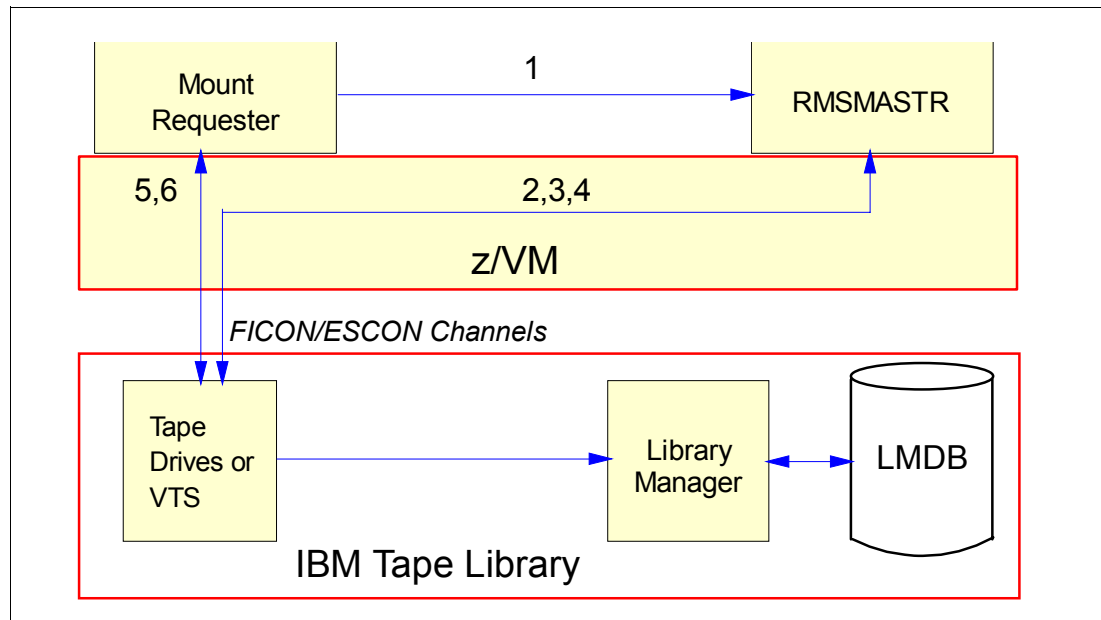 1
Mount
Requester
RMSMASTR
5,6
2,3,4
z/VM
FICON/ESCON Channels
Tape
Drives or
VTS
Library
Manager
LMDB
IBM Tape Library